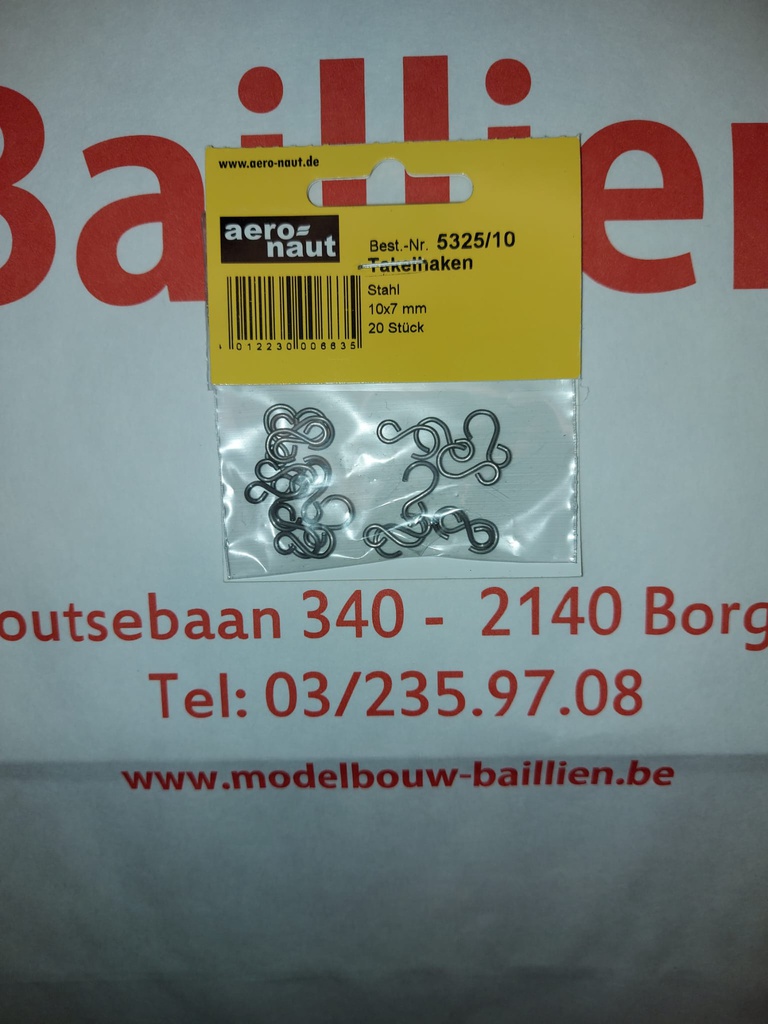 Baillien
www.aero-naut.de
aero=
naut
Best.-Nr. 5325/10
Takelhaken
Stahl
10x7 mm
20 Stück
4 012230 006635
outsebaan 340 - 2140 Borg
Tel: 03/235.97.08
www.modelbouw-baillien.be